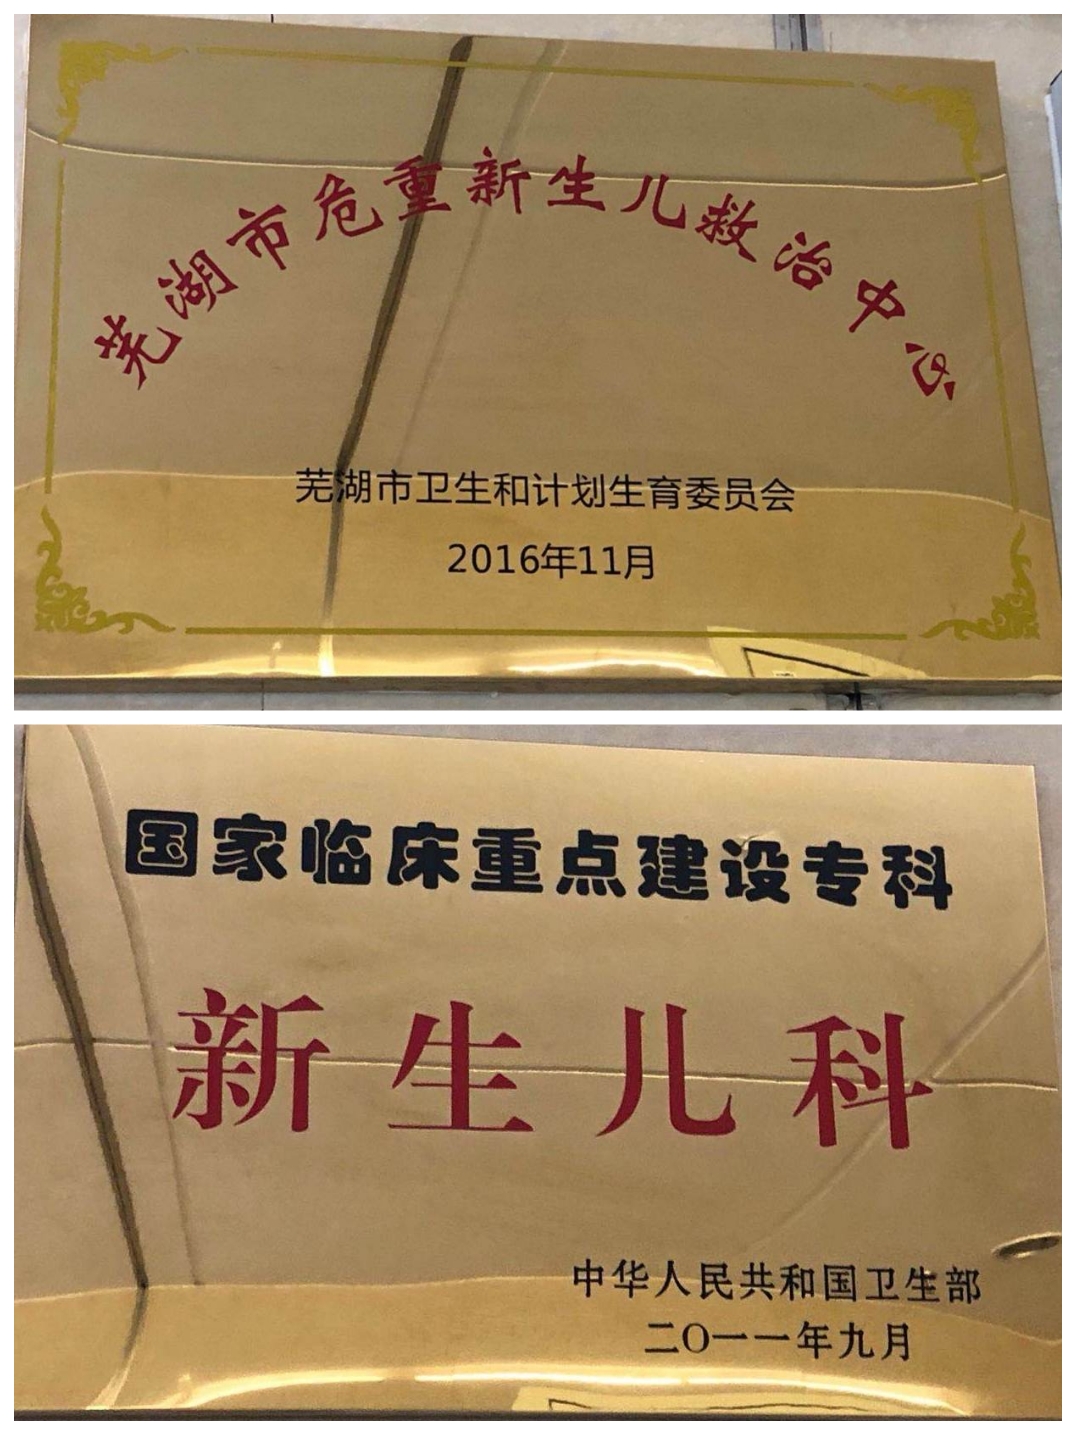 芜湖市危重新生儿救治中心
芜湖市卫生和计划生育委员会
2016年11月
国家临床重点建设专科
新生儿科
中华人民共和国卫生部
二〇一一年九月